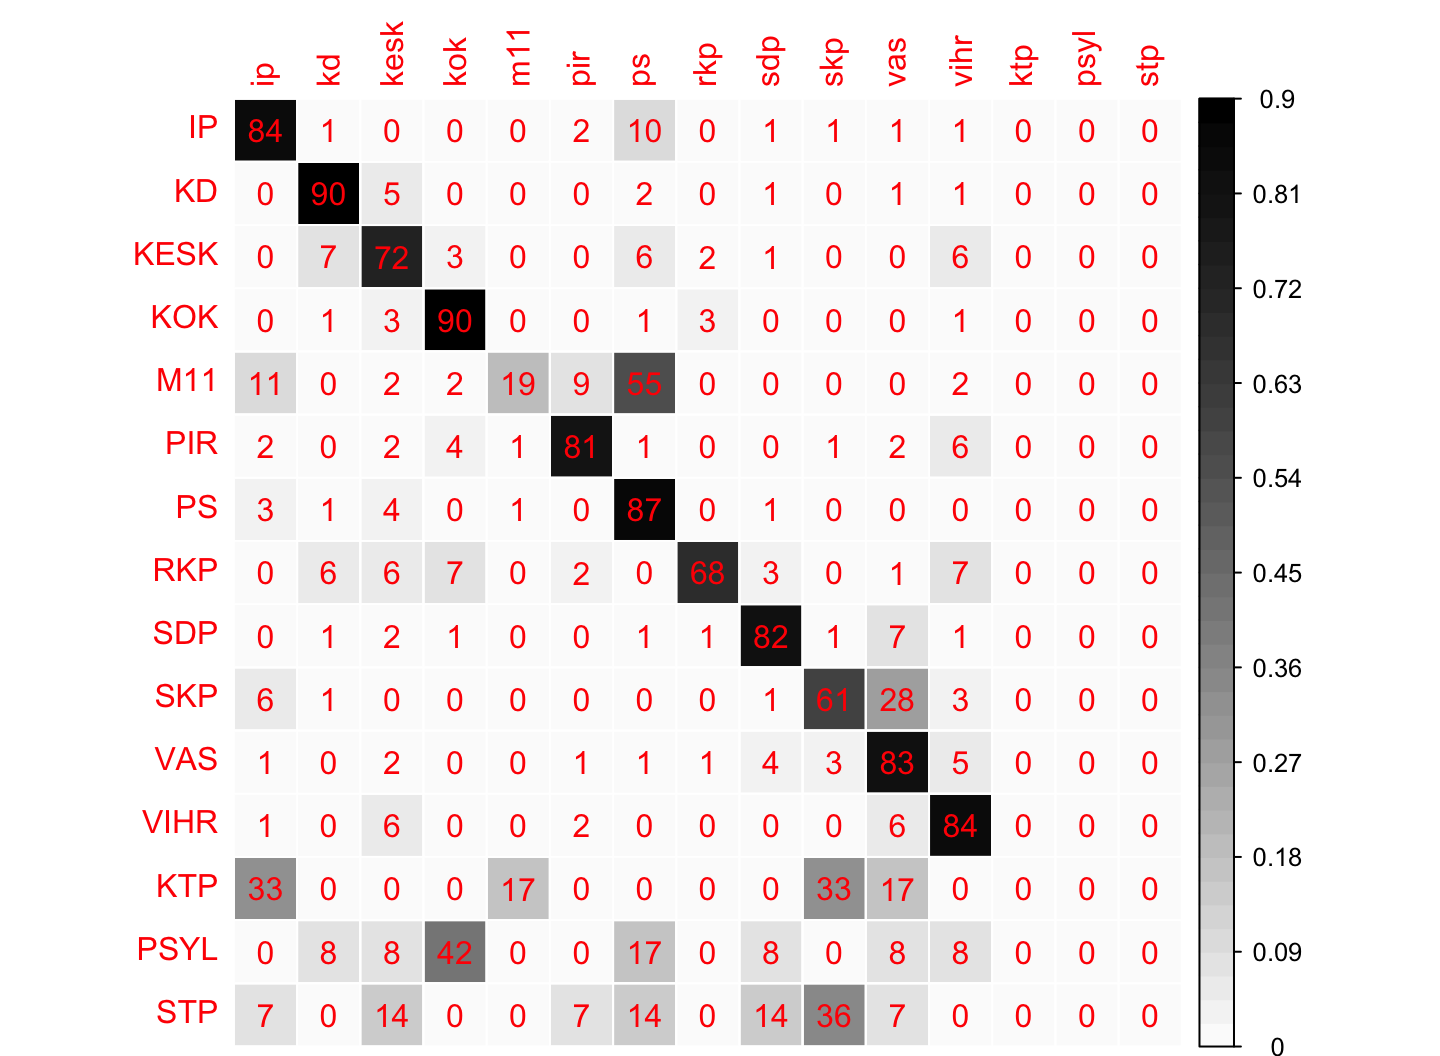 ip kd kesk kok m11 pir ps rkp sdp skp vas vihr ktp psyl stp
IP 84 1 0 0 0 2 10 0 1 1 1 1 0 0 0
KD 0 90 5 0 0 0 2 0 1 0 1 1 0 0 0
KESK 0 7 72 3 0 0 6 2 1 0 0 6 0 0 0
KOK 0 1 3 90 0 0 1 3 0 0 0 1 0 0 0
M11 11 0 2 2 19 9 55 0 0 0 0 2 0 0 0
PIR 2 0 2 4 1 81 1 0 0 1 2 6 0 0 0
PS 3 1 4 0 1 0 87 0 1 0 0 0 0 0 0
RKP 0 6 6 7 0 2 0 68 3 0 1 7 0 0 0
SDP 0 1 2 1 0 0 1 1 82 1 7 1 0 0 0
SKP 6 1 0 0 0 0 0 0 1 61 28 3 0 0 0
VAS 1 0 2 0 0 1 1 1 4 3 83 5 0 0 0
VIHR 1 0 6 0 0 2 0 0 0 0 6 84 0 0 0
KTP 33 0 0 0 17 0 0 0 0 33 17 0 0 0 0
PSYL 0 8 8 42 0 0 17 0 8 0 8 8 0 0 0
STP 7 0 14 0 0 7 14 0 14 36 7 0 0 0 0
0.9
0.81
0.72
0.63
0.54
0.45
0.36
0.27
0.18
0.09
0